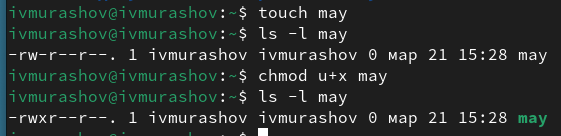 ivmurashov@ivmurashov:~$ touch may
ivmurashov@ivmurashov:~$ ls -l may
-rw-r--r--. 1 ivmurashov ivmurashov 0 мар 21 15:28 may
ivmurashov@ivmurashov:~$ chmod u+x may
ivmurashov@ivmurashov:~$ ls -l may
-rwxr--r--. 1 ivmurashov ivmurashov 0 мар 21 15:28 may
ivmurashov@ivmurashov:~$